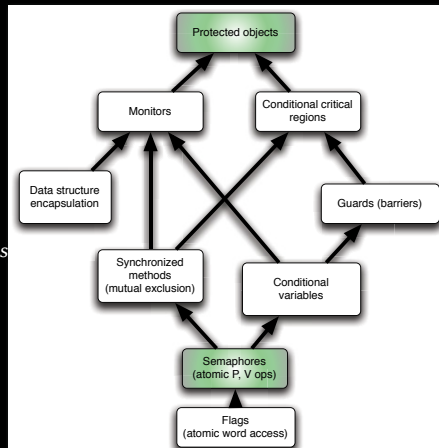 Protected objects
Monitors
Conditional critical
regions
Data structure
encapsulation
Guards (barriers)
s
Synchronized
methods
(mutual exclusion)
Conditional
variables
Semaphores
(atomic P, V ops)
Flags
(atomic word access)